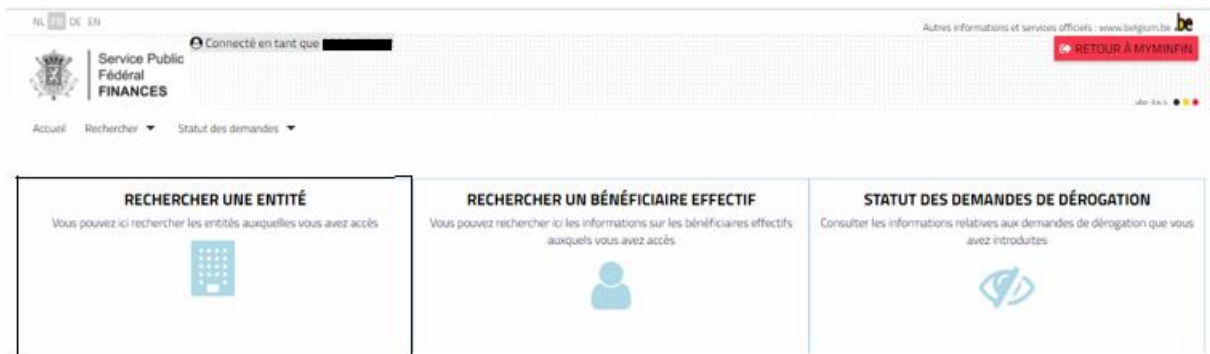 NL FR DE EN
Autres informations et services officiels : www.belgium.be .be
Connecté en tant que
RETOUR À MYMINFIN
Service Public
Fédéral
FINANCES
Accueil Rechercher Statut des demandes
RECHERCHER UNE ENTITÉ
Vous pouvez ici rechercher les entités auxquelles vous avez accès
RECHERCHER UN BÉNÉFICIAIRE EFFECTIF
Vous pouvez rechercher ici les informations sur les bénéficiaires effectifs
auxquels vous avez accès
STATUT DES DEMANDES DE DÉROGATION
Consulter les informations relatives aux demandes de dérogation que vous
avez introduites